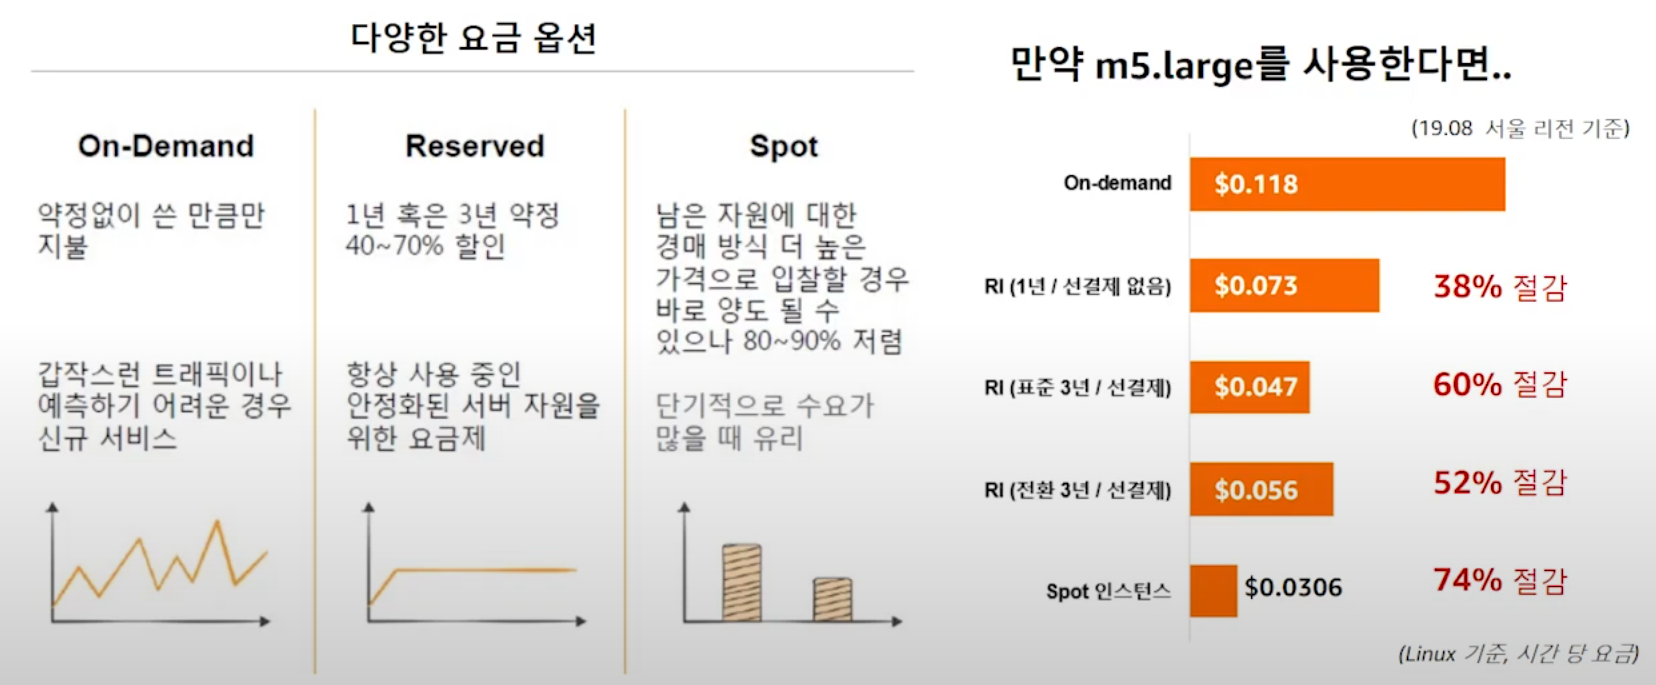 다양한 요금 옵션
On-Demand
약정없이 쓴 만큼만
지불
갑작스런 트래픽이나
예측하기 어려운 경우
신규 서비스
Reserved
1년 혹은 3년 약정
40~70% 할인
항상 사용 중인
안정화된 서버 자원을
위한 요금제
Spot
남은 자원에 대한
경매 방식 더 높은
가격으로 입찰할 경우
바로 양도 될 수
있으나 80~90% 저렴
단기적으로 수요가
많을 때 유리
만약 m5.large를 사용한다면..
(19.08 서울 리전 기준)
On-demand $0.118
RI (1년 / 선결제 없음) $0.073 38% 절감
RI (표준 3년 / 선결제) $0.047 60% 절감
RI (전환 3년 / 선결제) $0.056 52% 절감
Spot 인스턴스 $0.0306 74% 절감
(Linux 기준, 시간 당 요금)